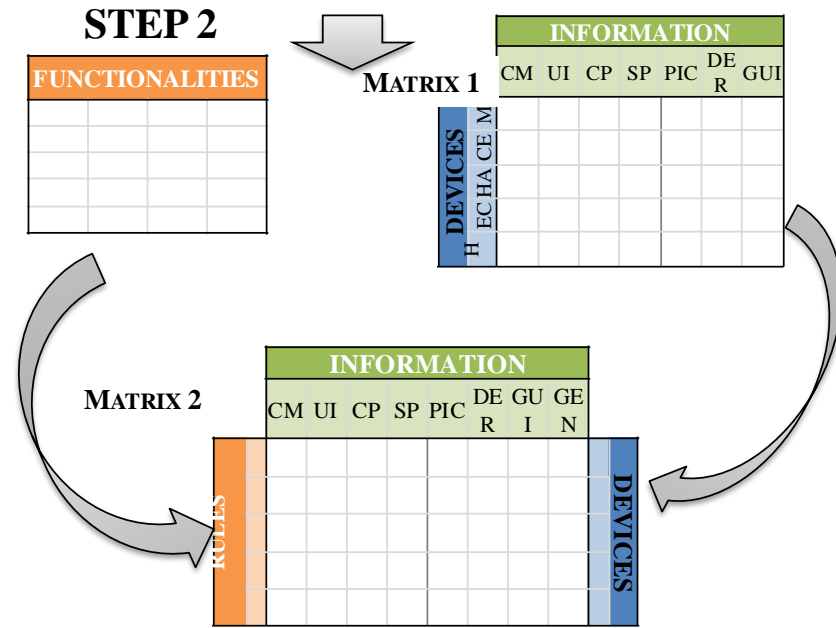 STEP 2
FUNCTIONALITIES
MATRIX 1
INFORMATION
CM UI CP SP PIC DE R GUI
DEVICES
H EC HA CE M
INFORMATION
MATRIX 2
CM UI CP SP PIC DE R GU I GE N
RULES
DEVICES